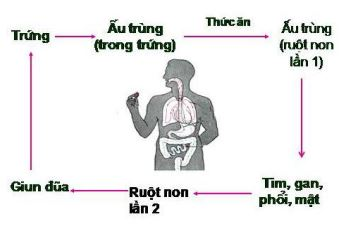 Trứng
Ấu trùng
(trong trứng)
Thức ăn
Ấu trùng
(ruột non
lần 1)
Tim, gan,
phổi, mật
Ruột non
lần 2
Giun đũa